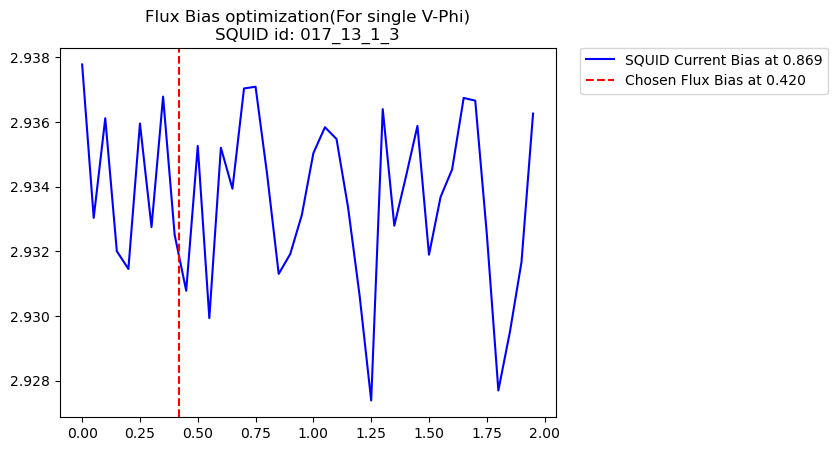 Flux Bias optimization(For single V-Phi)
SQUID id: 017_13_1_3
SQUID Current Bias at 0.869
Chosen Flux Bias at 0.420
2.938
2.936
2.934
2.932
2.930
2.928
0.00 0.25 0.50 0.75 1.00 1.25 1.50 1.75 2.00